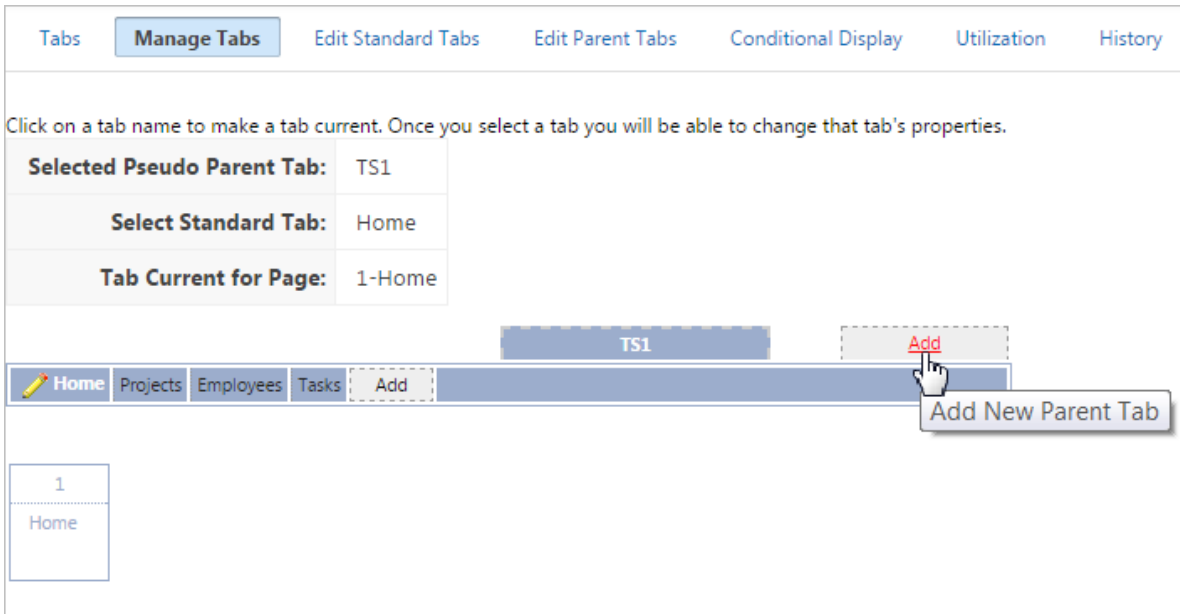 Tabs Manage Tabs Edit Standard Tabs Edit Parent Tabs Conditional Display Utilization History
Click on a tab name to make a tab current. Once you select a tab you will be able to change that tab's properties.
Selected Pseudo Parent Tab: TS1
Select Standard Tab: Home
Tab Current for Page: 1-Home
TS1 Add
Home Projects Employees Tasks Add
Add New Parent Tab
1
Home